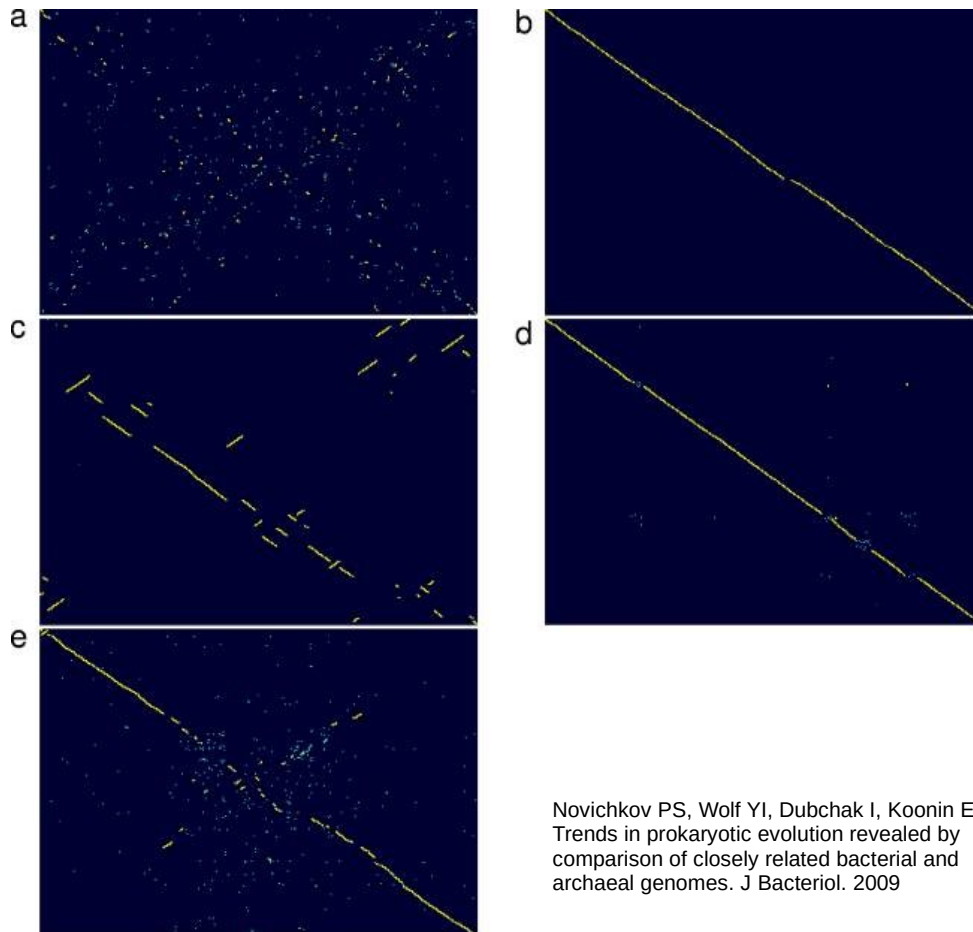 a
b
c
d
e
Novichkov PS, Wolf YI, Dubchak I, Koonin E
Trends in prokaryotic evolution revealed by
comparison of closely related bacterial and
archaeal genomes. J Bacteriol. 2009